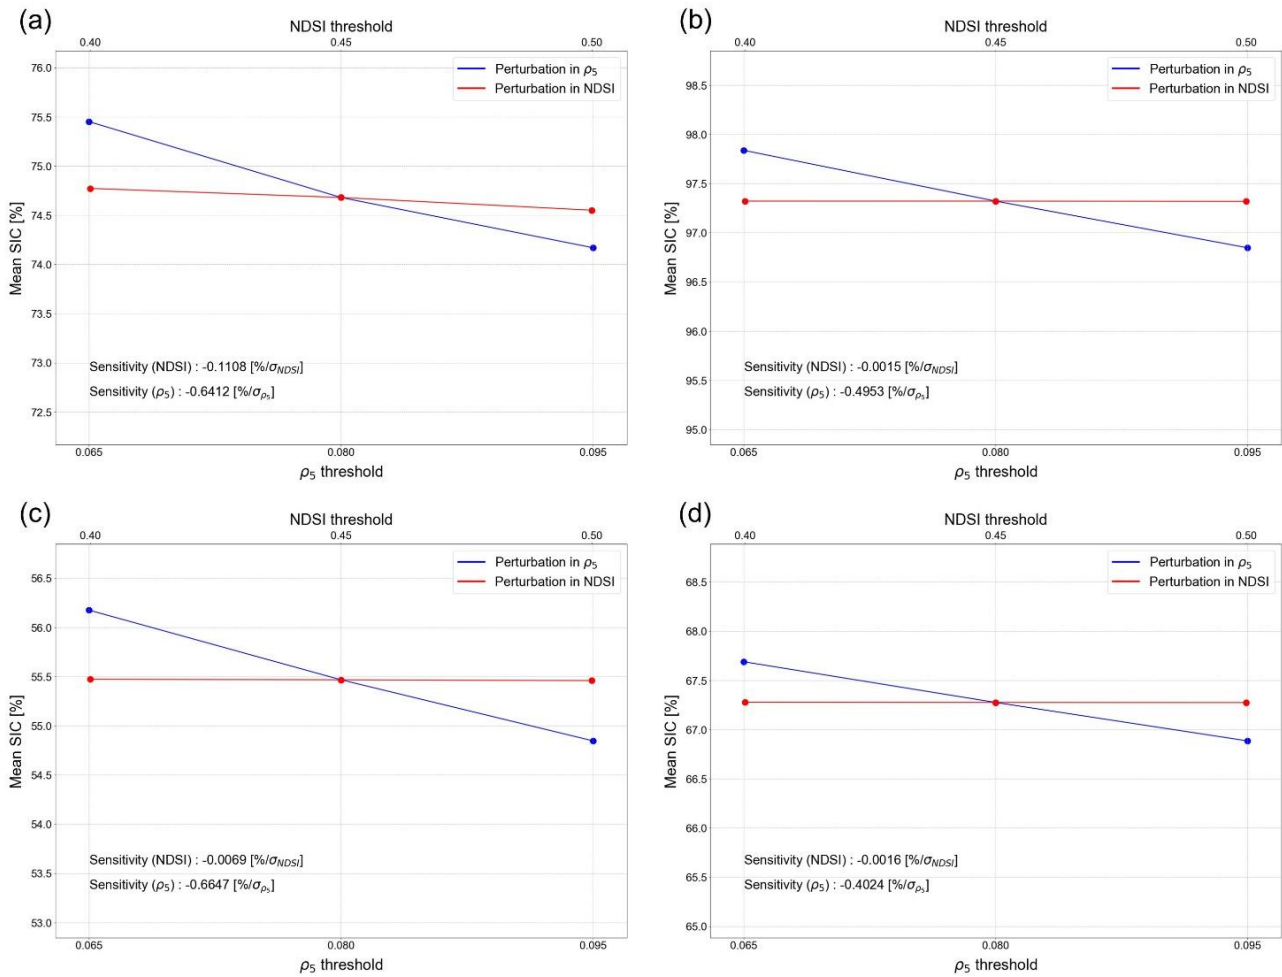 (a)
NDSI threshold
0.40 0.45 0.50
76.0
75.5
75.0
74.5
74.0
73.5
73.0
72.5
Mean SIC [%]
Perturbation in ρ5
Perturbation in NDSI
Sensitivity (NDSI) : -0.1108 [%/σNDSI]
Sensitivity (ρ5) : -0.6412 [%/σρ5]
0.065 0.080 0.095
ρ5 threshold
(b)
NDSI threshold
0.40 0.45 0.50
98.5
98.0
97.5
97.0
96.5
96.0
95.5
95.0
Mean SIC [%]
Perturbation in ρ5
Perturbation in NDSI
Sensitivity (NDSI) : -0.0015 [%/σNDSI]
Sensitivity (ρ5) : -0.4953 [%/σρ5]
0.065 0.080 0.095
ρ5 threshold
(c)
NDSI threshold
0.40 0.45 0.50
56.5
56.0
55.5
55.0
54.5
54.0
53.5
53.0
Mean SIC [%]
Perturbation in ρ5
Perturbation in NDSI
Sensitivity (NDSI) : -0.0069 [%/σNDSI]
Sensitivity (ρ5) : -0.6647 [%/σρ5]
0.065 0.080 0.095
ρ5 threshold
(d)
NDSI threshold
0.40 0.45 0.50
68.5
68.0
67.5
67.0
66.5
66.0
65.5
65.0
Mean SIC [%]
Perturbation in ρ5
Perturbation in NDSI
Sensitivity (NDSI) : -0.0016 [%/σNDSI]
Sensitivity (ρ5) : -0.4024 [%/σρ5]
0.065 0.080 0.095
ρ5 threshold